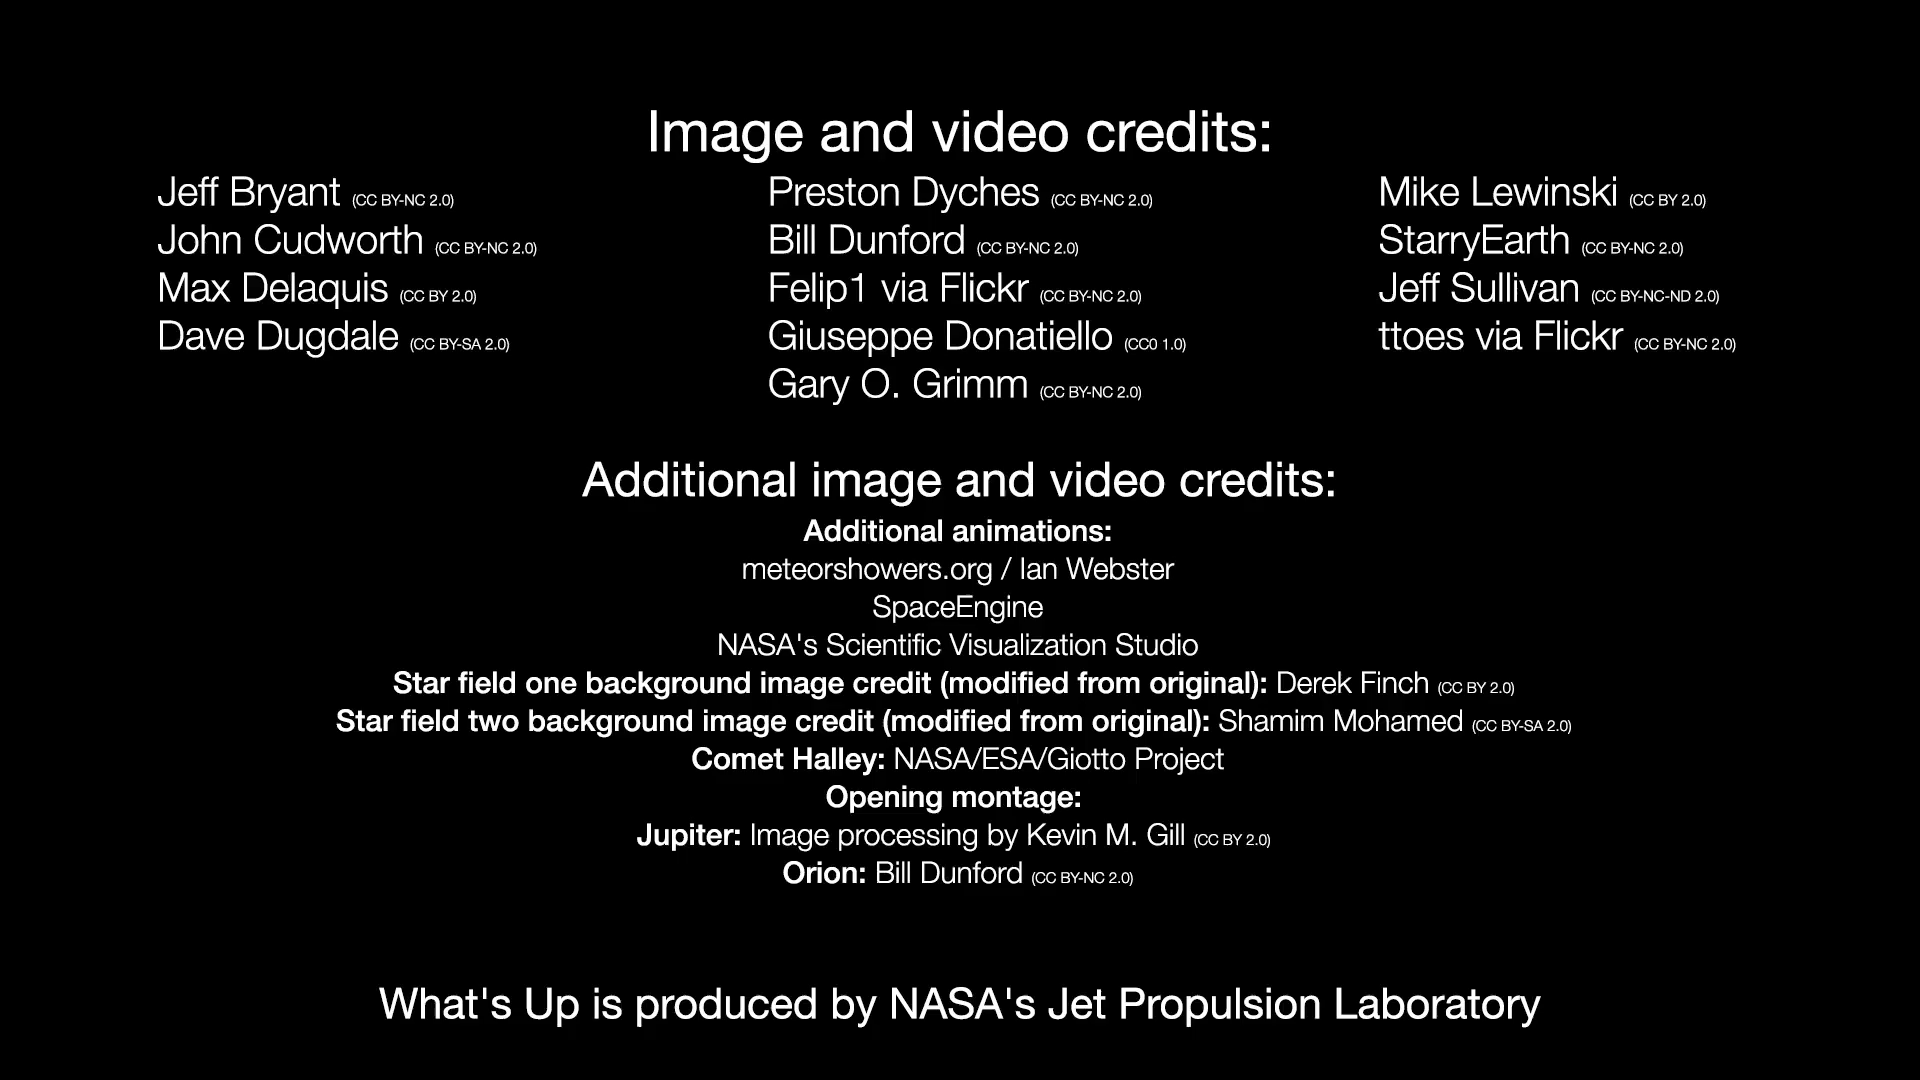 Image and video credits:
Jeff Bryant (CC BY-NC 2.0)
John Cudworth (CC BY-NC 2.0)
Max Delaquis (CC BY 2.0)
Dave Dugdale (CC BY-SA 2.0)
Preston Dyches (CC BY-NC 2.0)
Bill Dunford (CC BY-NC 2.0)
Felip1 via Flickr (CC BY-NC 2.0)
Giuseppe Donatiello (CC0 1.0)
Gary O. Grimm (CC BY-NC 2.0)
Mike Lewinski (CC BY 2.0)
StarryEarth (CC BY-NC 2.0)
Jeff Sullivan (CC BY-NC-ND 2.0)
ttoes via Flickr (CC BY-NC 2.0)
Additional image and video credits:
Additional animations:
meteorshowers.org / Ian Webster
SpaceEngine
NASA's Scientific Visualization Studio
Star field one background image credit (modified from original): Derek Finch (CC BY 2.0)
Star field two background image credit (modified from original): Shamim Mohamed (CC BY-SA 2.0)
Comet Halley: NASA/ESA/Giotto Project
Opening montage:
Jupiter: Image processing by Kevin M. Gill (CC BY 2.0)
Orion: Bill Dunford (CC BY-NC 2.0)
What's Up is produced by NASA's Jet Propulsion Laboratory